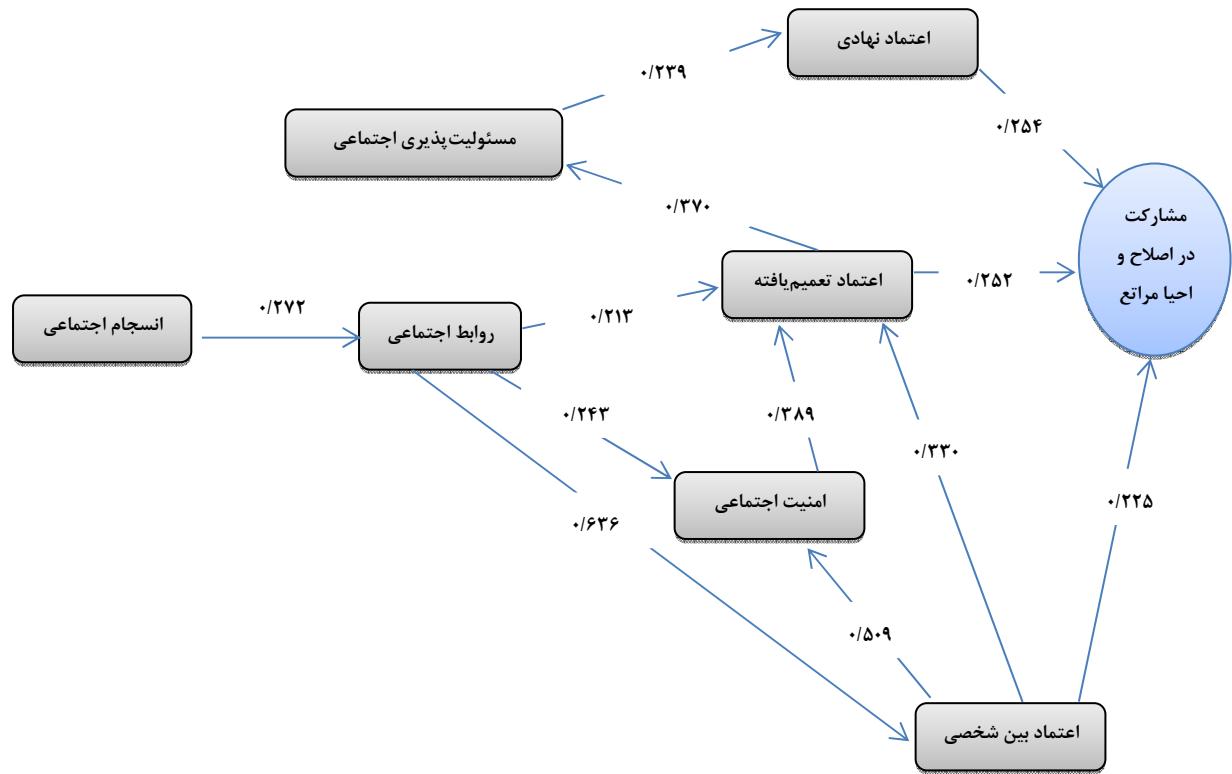 اعتماد نهادی
۰/۲۳۹
۰/۲۵۴
مسئولیت‌پذیری اجتماعی
۰/۳۷۰
مشارکت
در اصلاح و
احیا مراتع
اعتماد تعمیم‌یافته
۰/۲۵۲
انسجام اجتماعی
۰/۲۷۲
روابط اجتماعی
۰/۲۱۳
۰/۲۴۳
۰/۳۸۹
۰/۳۳۰
امنیت اجتماعی
۰/۲۲۵
۰/۶۳۶
۰/۵۰۹
اعتماد بین شخصی